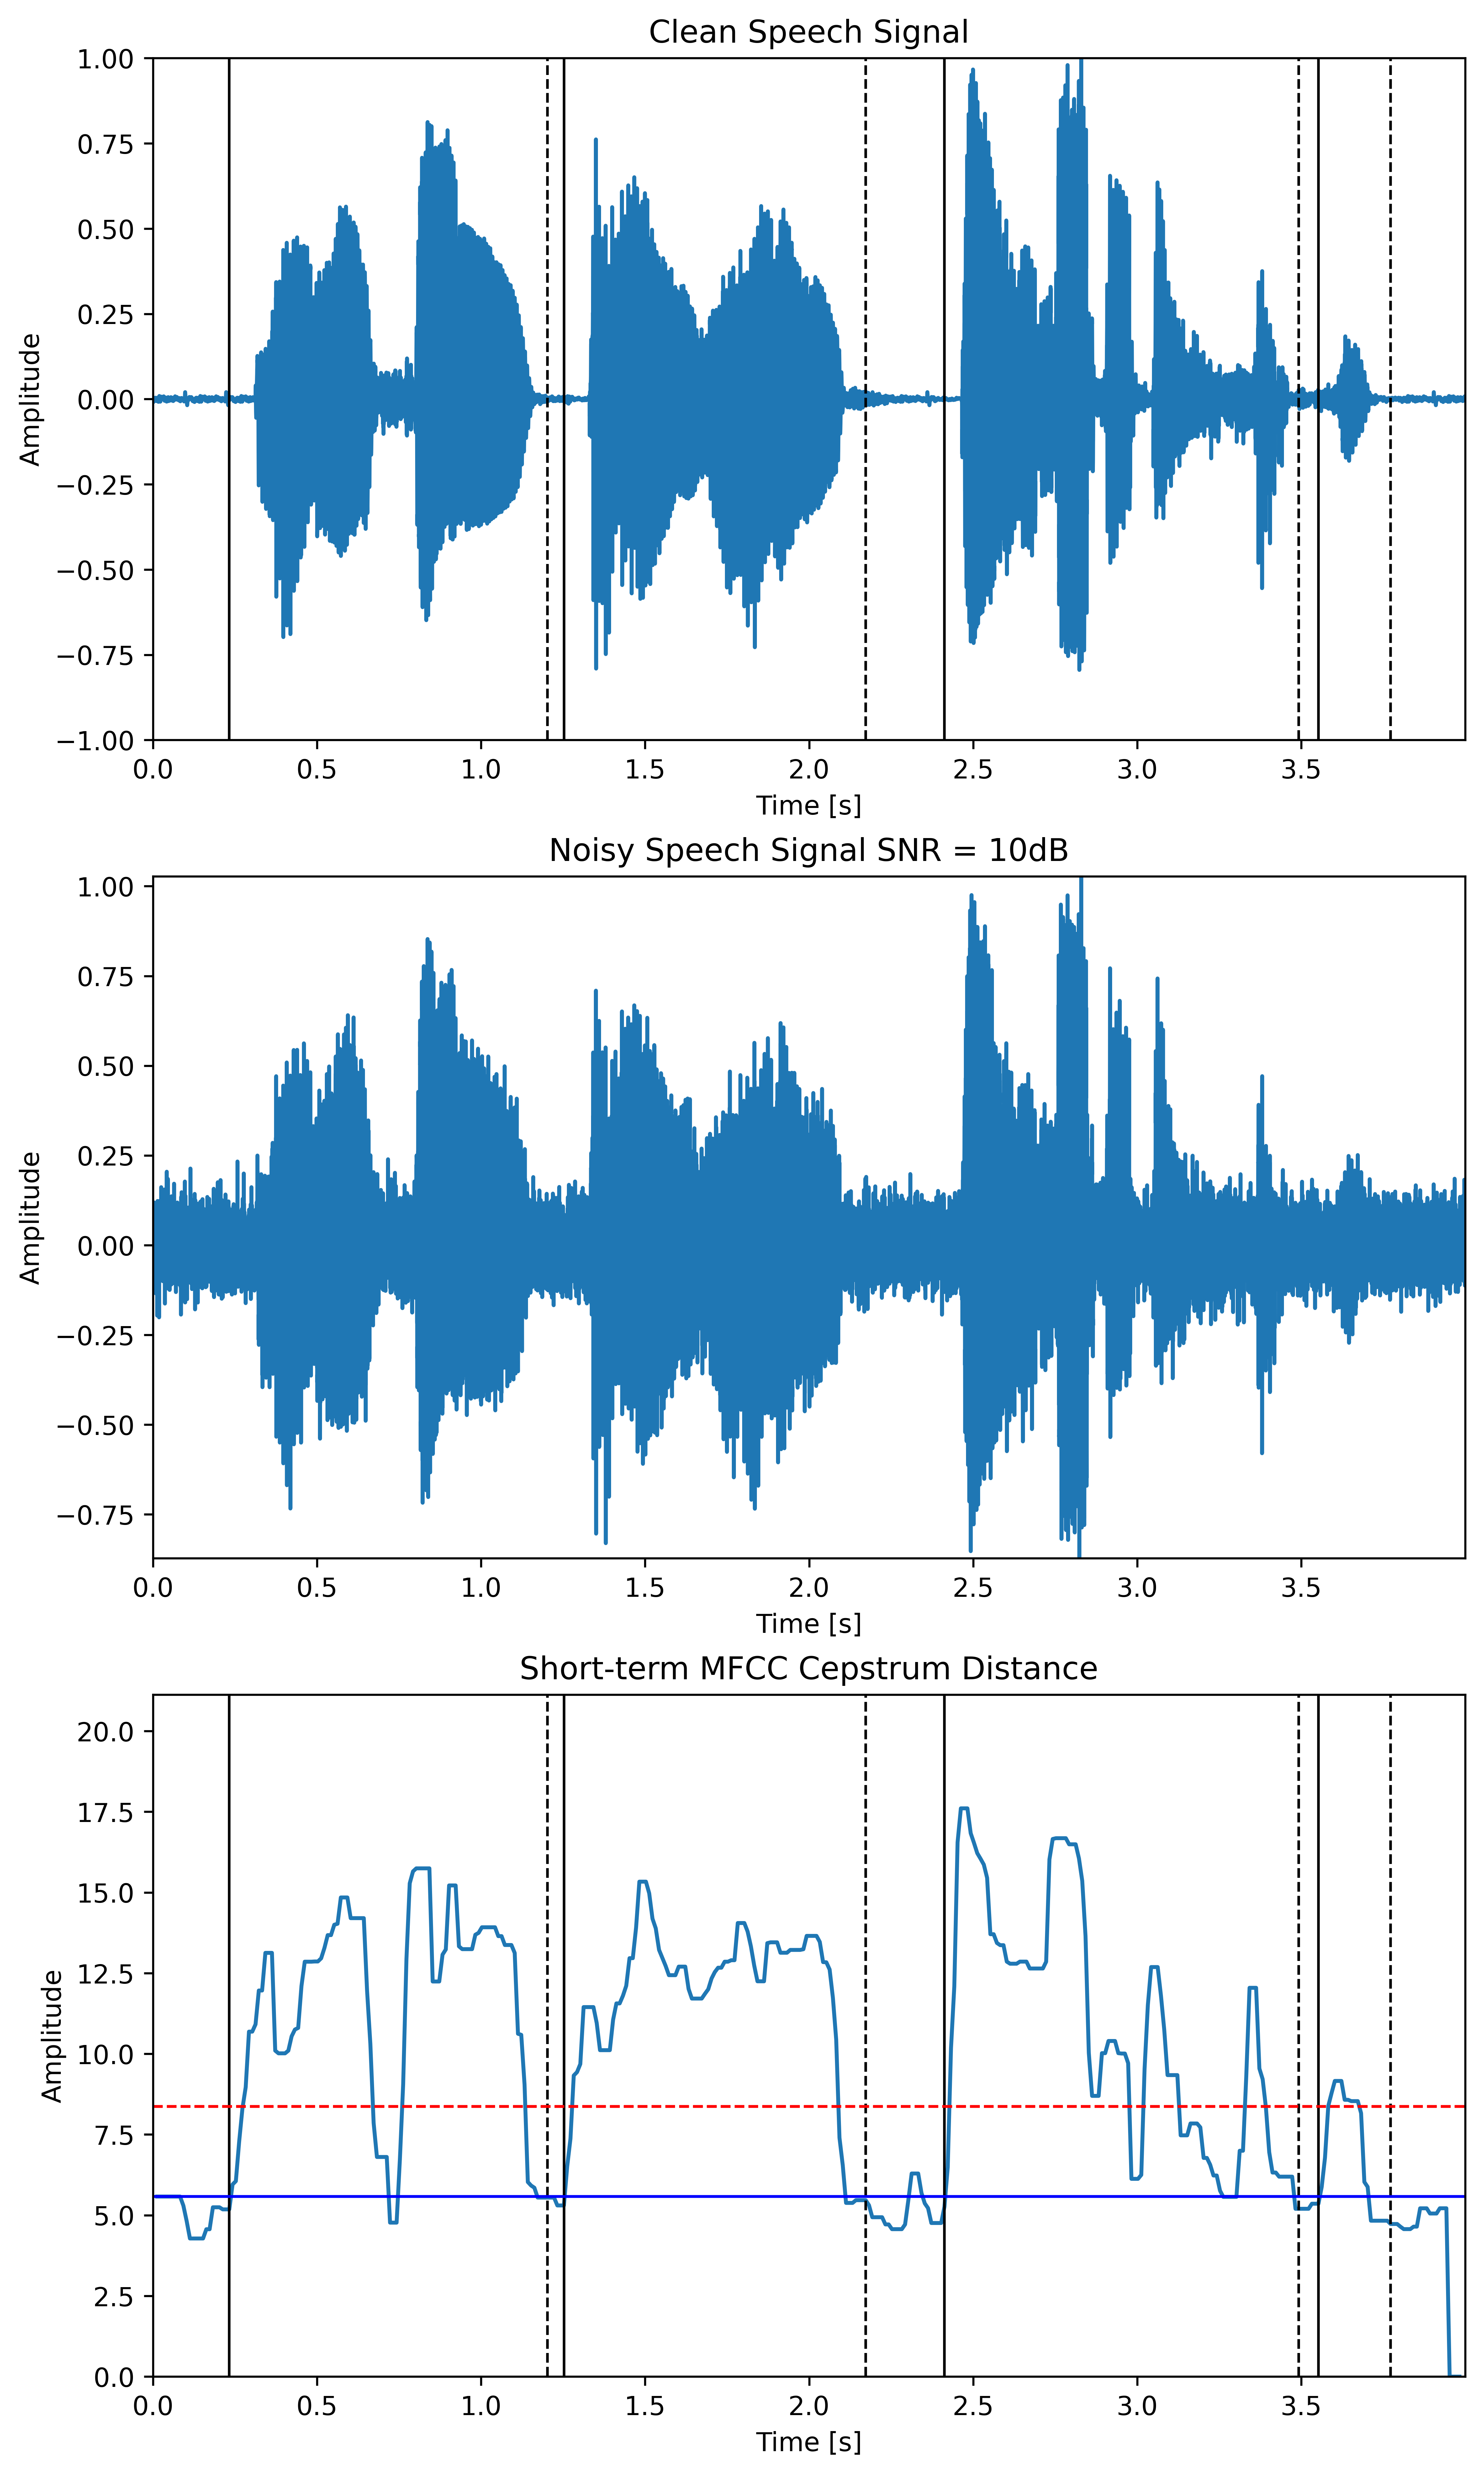 Clean Speech Signal
1.00
0.75
0.50
0.25
0.00
−0.25
−0.50
−0.75
−1.00
Amplitude
0.0 0.5 1.0 1.5 2.0 2.5 3.0 3.5
Time [s]
Noisy Speech Signal SNR = 10dB
1.00
0.75
0.50
0.25
0.00
−0.25
−0.50
−0.75
Amplitude
0.0 0.5 1.0 1.5 2.0 2.5 3.0 3.5
Time [s]
Short-term MFCC Cepstrum Distance
20.0
17.5
15.0
12.5
10.0
7.5
5.0
2.5
0.0
Amplitude
0.0 0.5 1.0 1.5 2.0 2.5 3.0 3.5
Time [s]